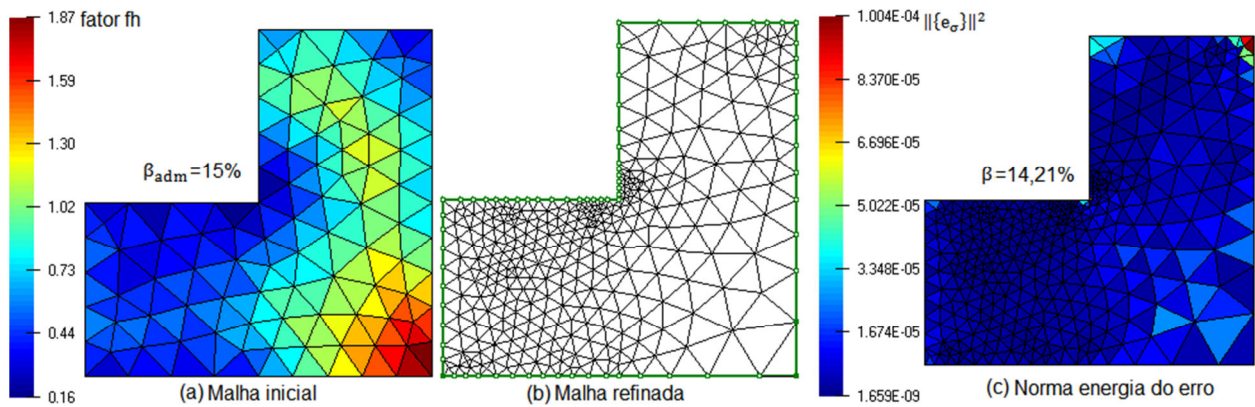 1.87
fator fh
1.59
1.30
1.02
0.73
0.44
0.16
βadm=15%
(a) Malha inicial
(b) Malha refinada
1.004E-04
‖{eσ}‖²
8.370E-05
6.696E-05
5.022E-05
3.348E-05
1.674E-05
1.659E-09
β=14,21%
(c) Norma energia do erro